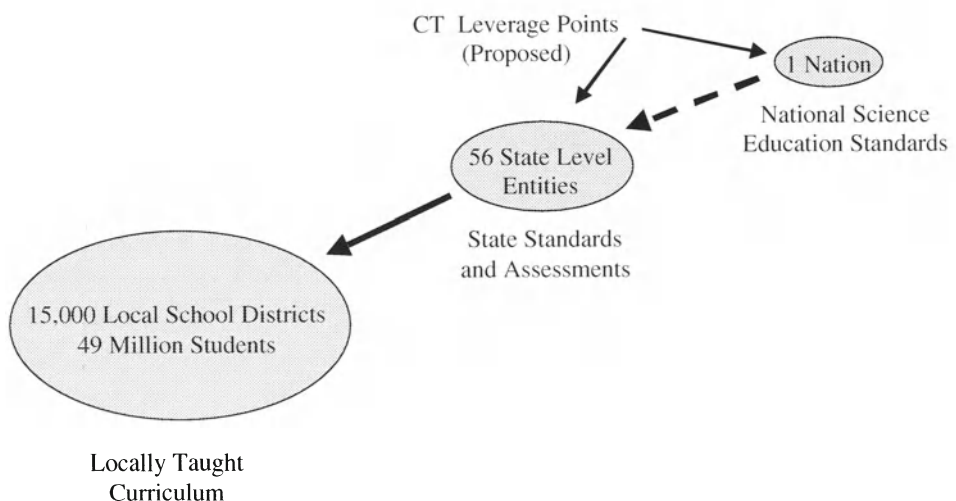 CT Leverage Points
(Proposed)
1 Nation
National Science
Education Standards
56 State Level
Entities
State Standards
and Assessments
15,000 Local School Districts
49 Million Students
Locally Taught
Curriculum